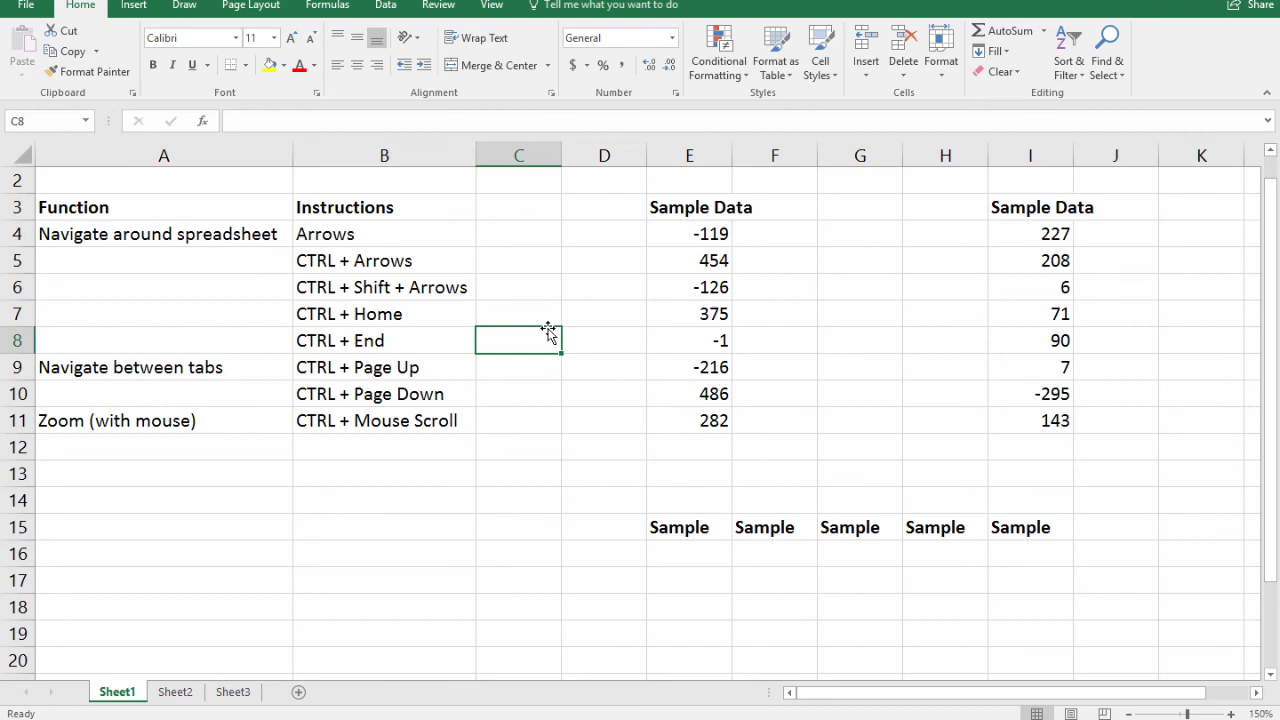 File Home Insert Draw Page Layout Formulas Data Review View Tell me what you want to do Share
Cut
Copy
Format Painter
Paste
Clipboard
Calibri 11
B I U
Font
Wrap Text
Merge & Center
Alignment
General
$ % ,
Number
Conditional Formatting
Format as Table
Cell Styles
Styles
Insert Delete Format
Cells
AutoSum
Fill
Clear
Sort & Filter
Find & Select
Editing
C8 fx
A B C D E F G H I J K
2
3 Function Instructions Sample Data Sample Data
4 Navigate around spreadsheet Arrows -119 227
5 CTRL + Arrows 454 208
6 CTRL + Shift + Arrows -126 6
7 CTRL + Home 375 71
8 CTRL + End -1 90
9 Navigate between tabs CTRL + Page Up -216 7
10 CTRL + Page Down 486 -295
11 Zoom (with mouse) CTRL + Mouse Scroll 282 143
12
13
14
15 Sample Sample Sample Sample Sample
16
17
18
19
20
Sheet1 Sheet2 Sheet3
Ready 150%